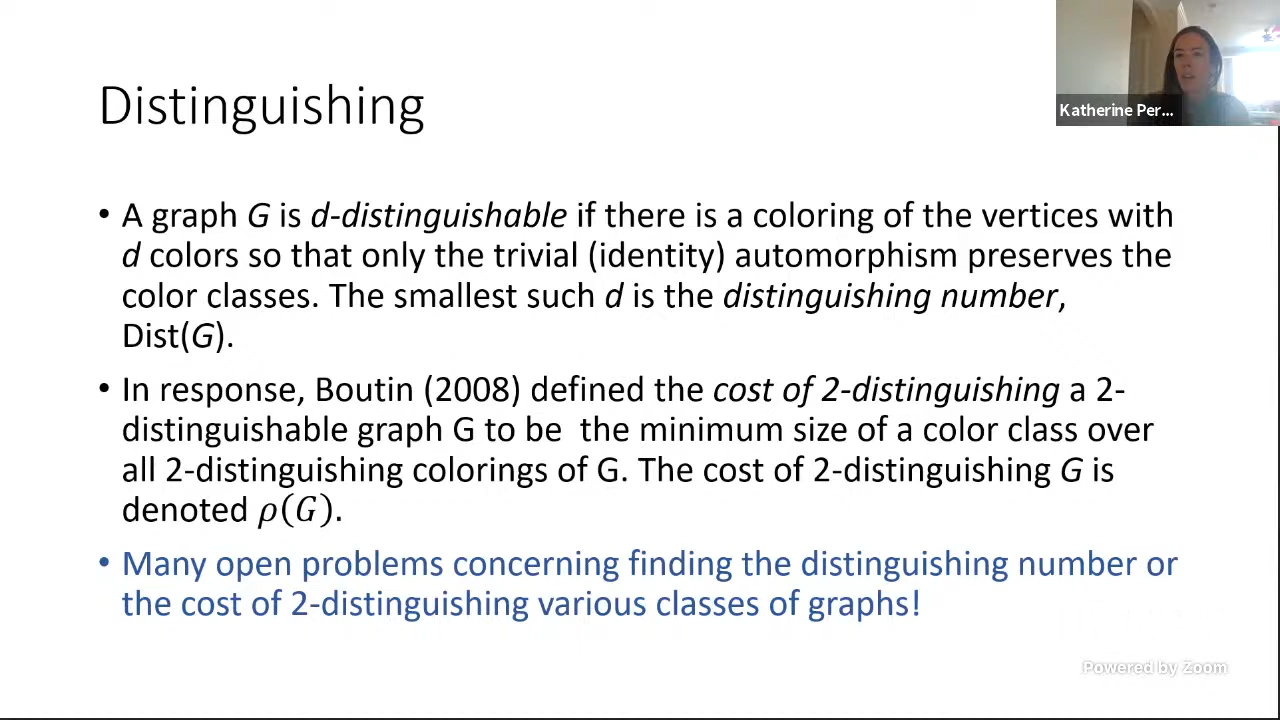 Distinguishing
Katherine Per...
• A graph G is d-distinguishable if there is a coloring of the vertices with
d colors so that only the trivial (identity) automorphism preserves the
color classes. The smallest such d is the distinguishing number,
Dist(G).
• In response, Boutin (2008) defined the cost of 2-distinguishing a 2-
distinguishable graph G to be  the minimum size of a color class over
all 2-distinguishing colorings of G. The cost of 2-distinguishing G is
denoted ρ(G).
• Many open problems concerning finding the distinguishing number or
the cost of 2-distinguishing various classes of graphs!
Powered by Zoom